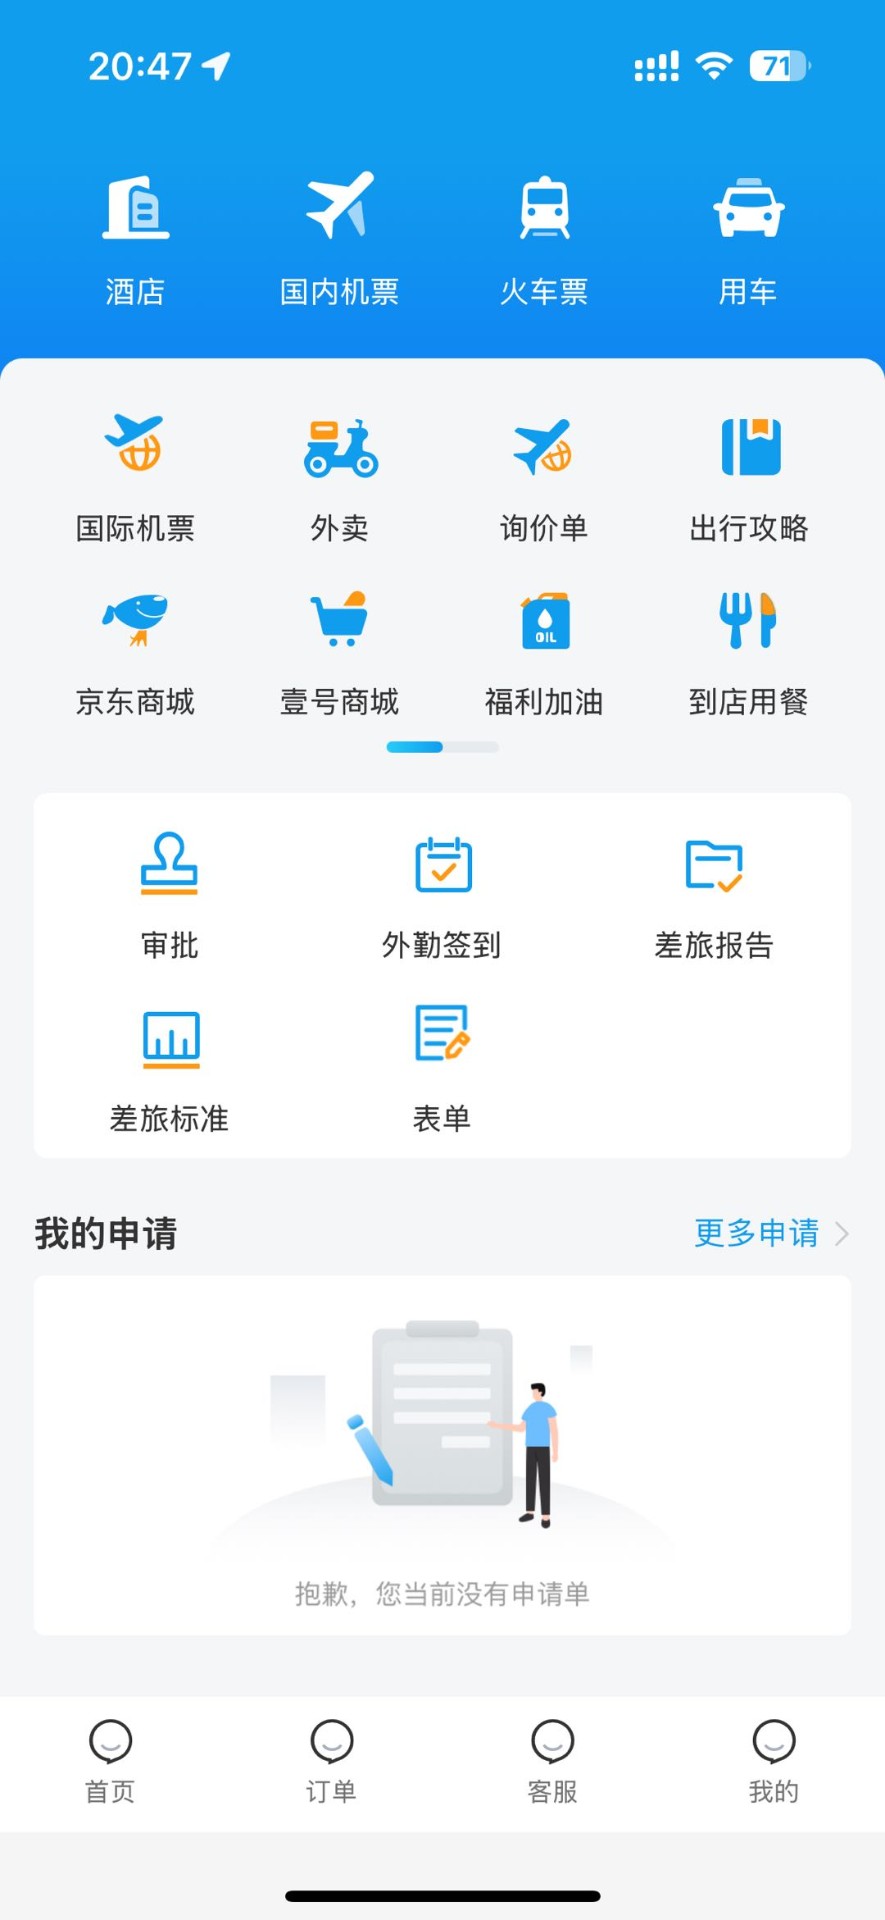 20:47
71
酒店 国内机票 火车票 用车
国际机票 外卖 询价单 出行攻略
OIL
京东商城 壹号商城 福利加油 到店用餐
审批 外勤签到 差旅报告
差旅标准 表单
我的申请 更多申请
抱歉，您当前没有申请单
首页 订单 客服 我的